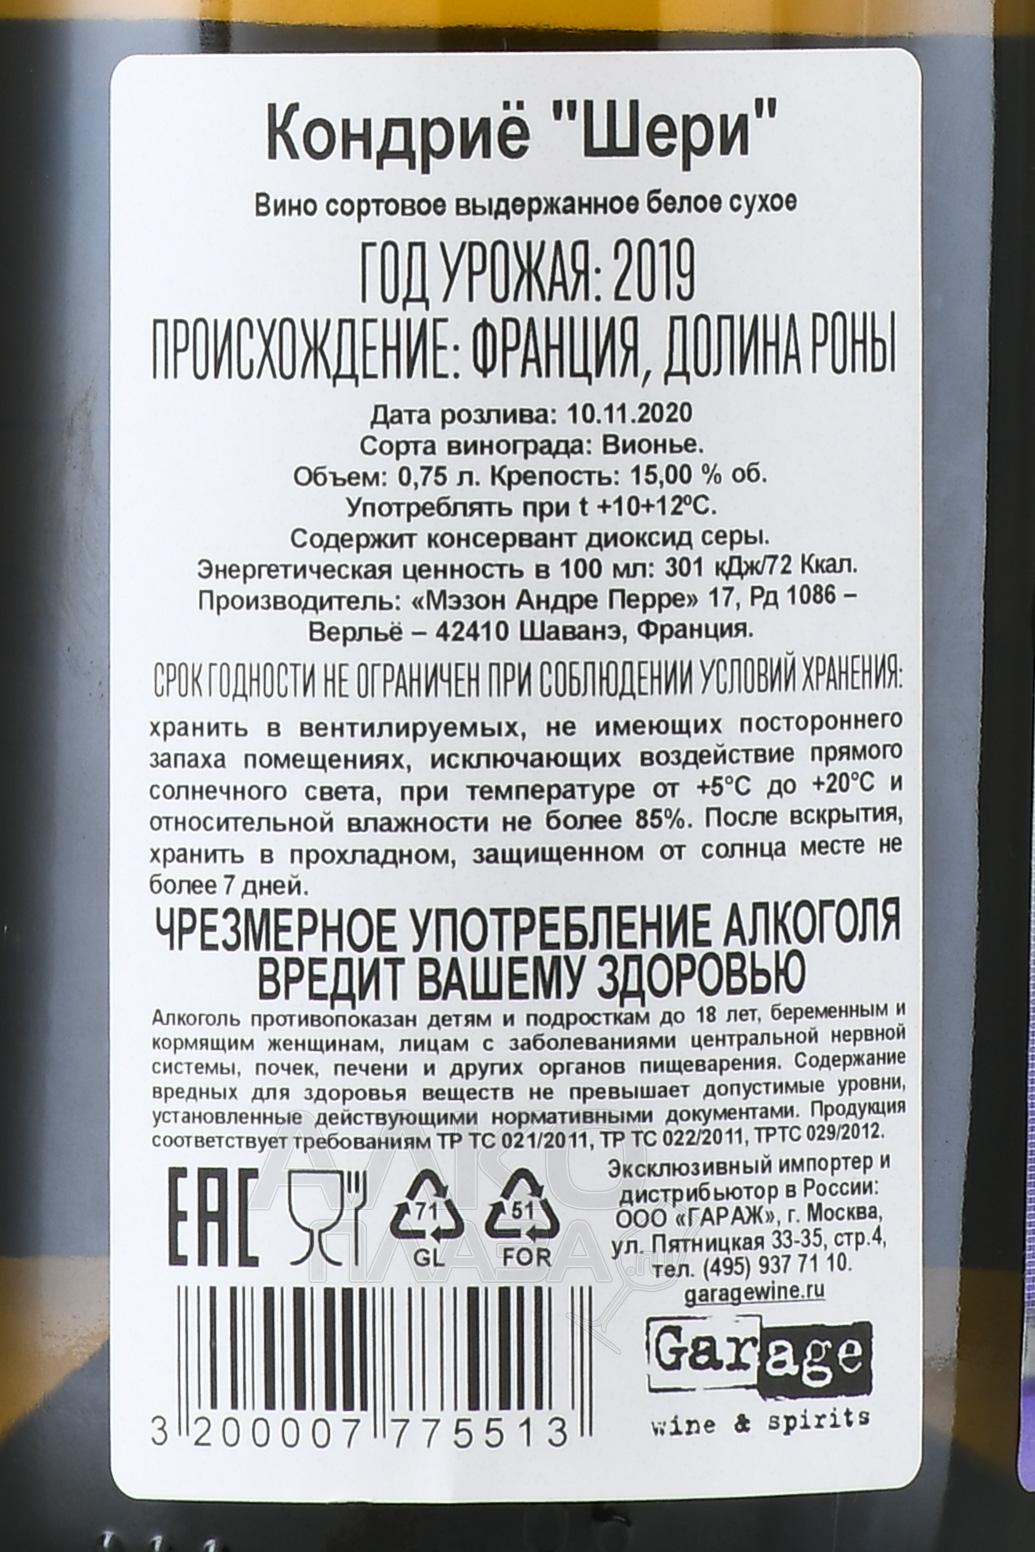 Кондриё "Шери"
Вино сортовое выдержанное белое сухое
ГОД УРОЖАЯ: 2019
ПРОИСХОЖДЕНИЕ: ФРАНЦИЯ, ДОЛИНА РОНЫ
Дата розлива: 10.11.2020
Сорта винограда: Вионье.
Объем: 0,75 л. Крепость: 15,00 % об.
Употреблять при t +10+12ºС.
Содержит консервант диоксид серы.
Энергетическая ценность в 100 мл: 301 кДж/72 Ккал.
Производитель: «Мэзон Андре Перре» 17, Рд 1086 –
Верльё – 42410 Шаванэ, Франция.
СРОК ГОДНОСТИ НЕ ОГРАНИЧЕН ПРИ СОБЛЮДЕНИИ УСЛОВИЙ ХРАНЕНИЯ:
хранить в вентилируемых, не имеющих постороннего
запаха помещениях, исключающих воздействие прямого
солнечного света, при температуре от +5°С до +20°С и
относительной влажности не более 85%. После вскрытия,
хранить в прохладном, защищенном от солнца месте не
более 7 дней.
ЧРЕЗМЕРНОЕ УПОТРЕБЛЕНИЕ АЛКОГОЛЯ
ВРЕДИТ ВАШЕМУ ЗДОРОВЬЮ
Алкоголь противопоказан детям и подросткам до 18 лет, беременным и
кормящим женщинам, лицам с заболеваниями центральной нервной
системы, почек, печени и других органов пищеварения. Содержание
вредных для здоровья веществ не превышает допустимые уровни,
установленные действующими нормативными документами. Продукция
соответствует требованиям ТР ТС 021/2011, ТР ТС 022/2011, ТРТС 029/2012.
ЕАС
71
GL
51
FOR
Эксклюзивный импортер и
дистрибьютор в России:
ООО «ГАРАЖ», г. Москва,
ул. Пятницкая 33-35, стр.4,
тел. (495) 937 71 10.
garagewine.ru
Garage
wine & spirits
3 200007 775513
АЛКО
ПЛАЗА.ru